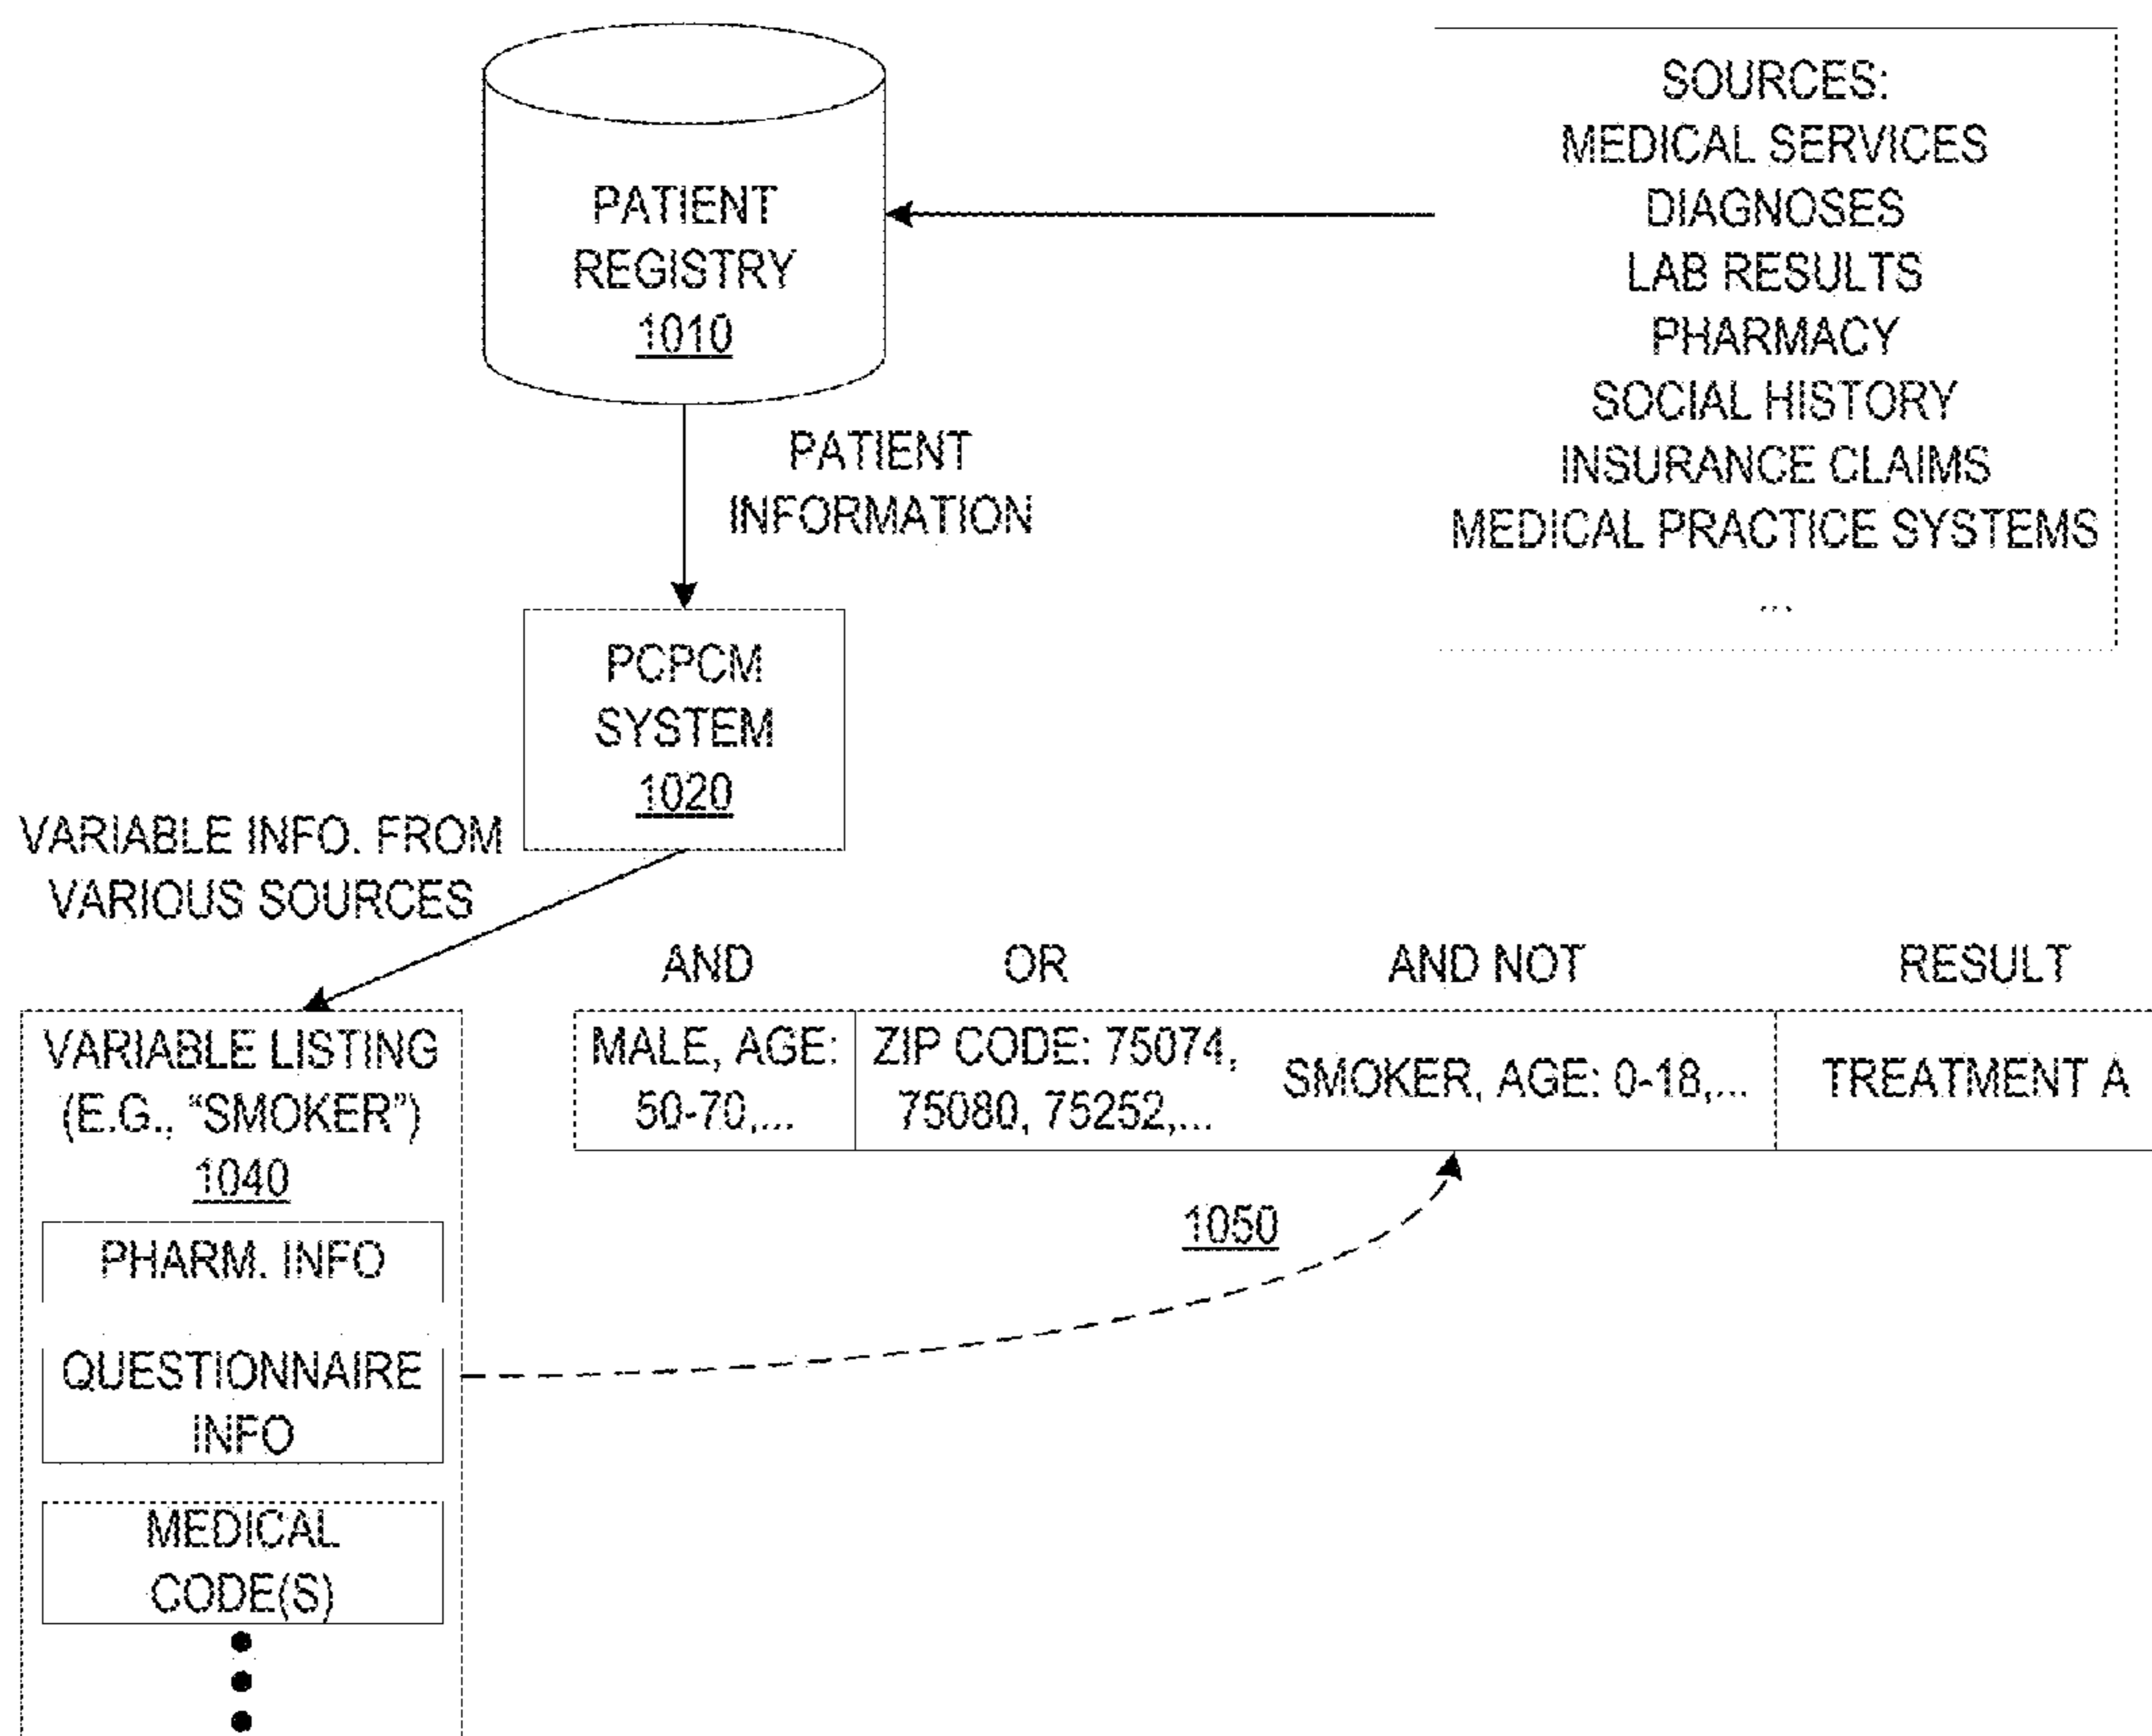 PATIENT
REGISTRY
1010
SOURCES:
MEDICAL SERVICES
DIAGNOSES
LAB RESULTS
PHARMACY
SOCIAL HISTORY
INSURANCE CLAIMS
MEDICAL PRACTICE SYSTEMS
...
PATIENT
INFORMATION
PCPCM
SYSTEM
1020
VARIABLE INFO. FROM
VARIOUS SOURCES
AND
OR
AND NOT
RESULT
VARIABLE LISTING
(E.G., “SMOKER”)
1040
MALE, AGE:
50-70,...
ZIP CODE: 75074,
75080, 75252,...
SMOKER, AGE: 0-18,...
TREATMENT A
1050
PHARM. INFO
QUESTIONNAIRE
INFO
MEDICAL
CODE(S)